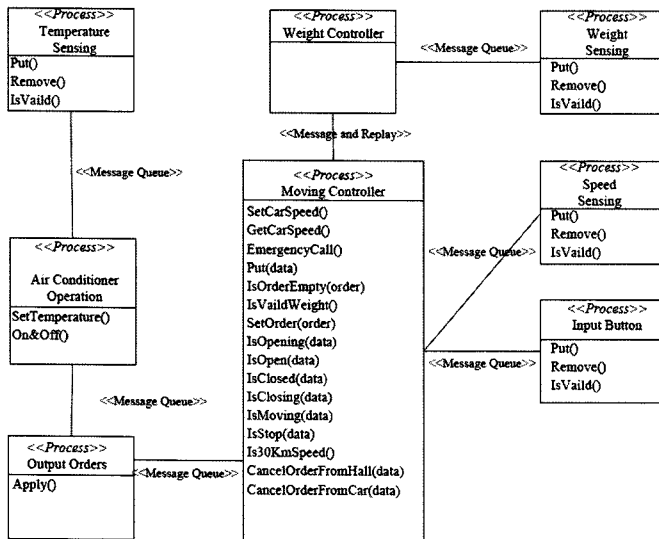 <<Process>>
Temperature
Sensing
Put()
Remove()
IsVaild()
<<Process>>
Weight Controller
<<Message Queue>>
<<Process>>
Weight
Sensing
Put()
Remove()
IsVaild()
<<Message and Replay>>
<<Message Queue>>
<<Process>>
Moving Controller
SetCarSpeed()
GetCarSpeed()
EmergencyCall()
Put(data)
IsOrderEmpty(order)
IsVaildWeight()
SetOrder(order)
IsOpening(data)
IsOpen(data)
IsClosed(data)
IsClosing(data)
IsMoving(data)
IsStop(data)
Is30KmSpeed()
CancelOrderFromHall(data)
CancelOrderFromCar(data)
<<Process>>
Speed
Sensing
Put()
Remove()
IsVaild()
<<Message Queue>>
<<Process>>
Air Conditioner
Operation
SetTemperature()
On&Off()
<<Process>>
Input Button
Put()
Remove()
IsVaild()
<<Message Queue>>
<<Message Queue>>
<<Process>>
Output Orders
Apply()
<<Message Queue>>